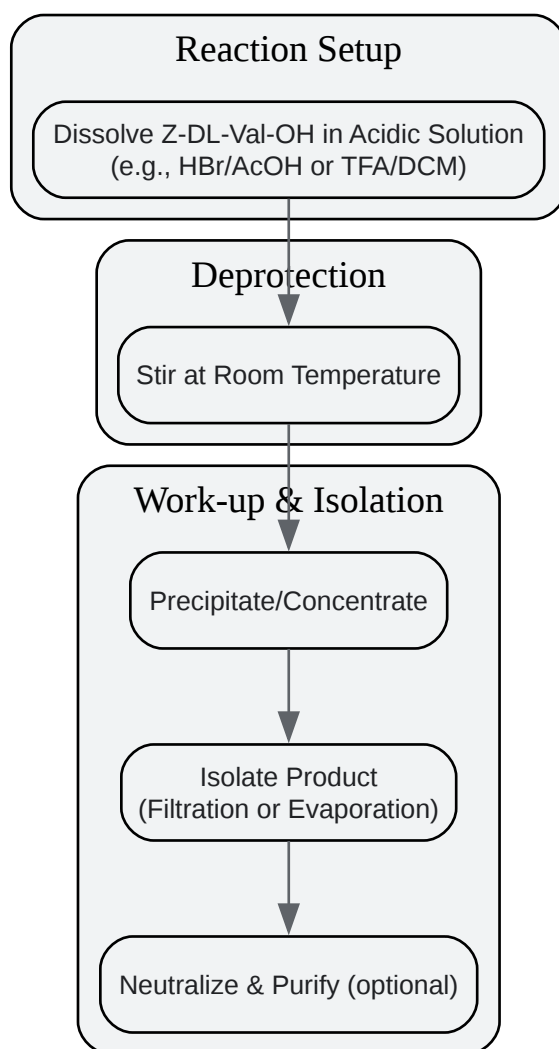 Reaction Setup
Dissolve Z-DL-Val-OH in Acidic Solution
(e.g., HBr/AcOH or TFA/DCM)
Deprotection
Stir at Room Temperature
Work-up & Isolation
Precipitate/Concentrate
Isolate Product
(Filtration or Evaporation)
Neutralize & Purify (optional)